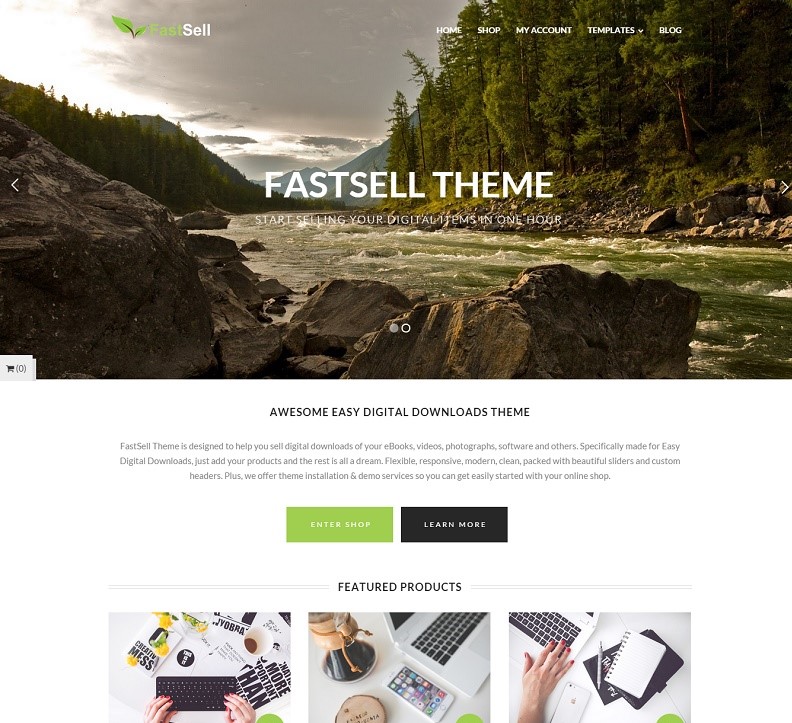 FastSell
HOME SHOP MY ACCOUNT TEMPLATES BLOG
FASTSELL THEME
START SELLING YOUR DIGITAL ITEMS IN ONE HOUR
(0)
AWESOME EASY DIGITAL DOWNLOADS THEME
FastSell Theme is designed to help you sell digital downloads of your eBooks, videos, photographs, software and others. Specifically made for Easy
Digital Downloads, just add your products and the rest is all a dream. Flexible, responsive, modern, clean, packed with beautiful sliders and custom
headers. Plus, we offer theme installation & demo services so you can get easily started with your online shop.
ENTER SHOP LEARN MORE
FEATURED PRODUCTS